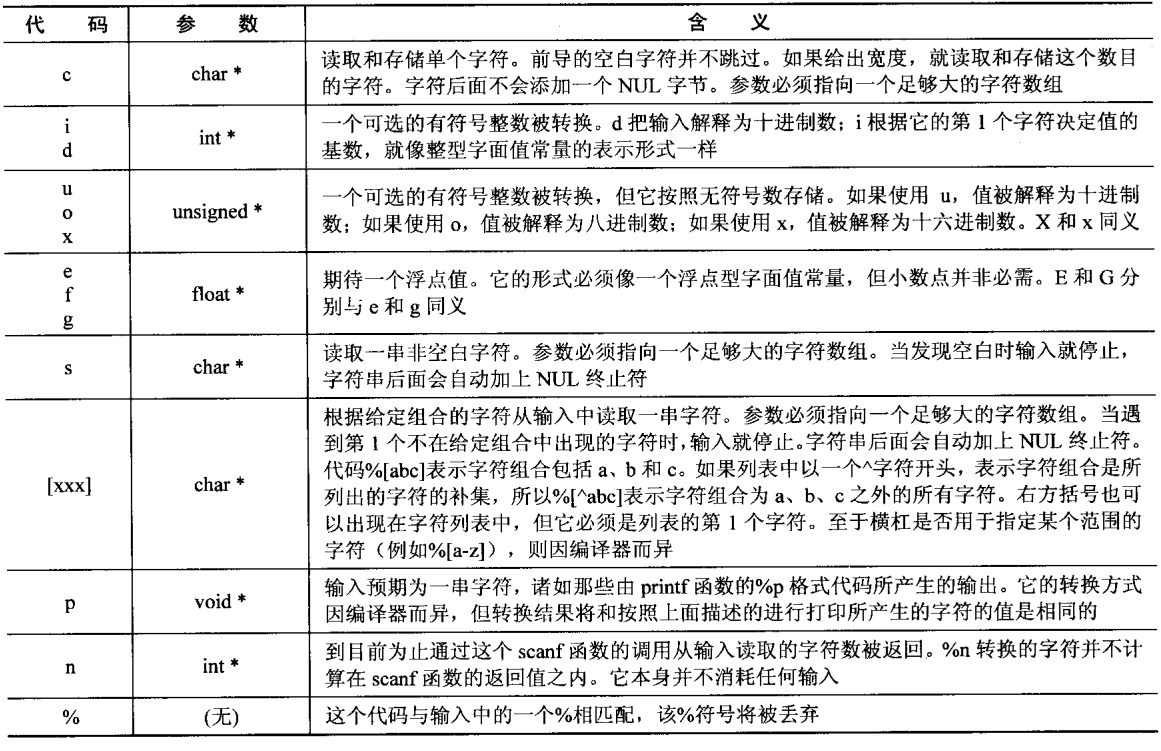 代 码 参 数 含 义
c char * 读取和存储单个字符。前导的空白字符并不跳过。如果给出宽度，就读取和存储这个数目
的字符。字符后面不会添加一个 NUL 字节。参数必须指向一个足够大的字符数组
i
d
int *
一个可选的有符号整数被转换。d 把输入解释为十进制数；i 根据它的第 1 个字符决定值的
基数，就像整型字面值常量的表示形式一样
u
o
x
unsigned *
一个可选的有符号整数被转换，但它按照无符号数存储。如果使用 u，值被解释为十进制
数；如果使用 o，值被解释为八进制数；如果使用 x，值被解释为十六进制数。X 和 x 同义
e
f
g
float *
期待一个浮点值。它的形式必须像一个浮点型字面值常量，但小数点并非必需。E 和 G 分
别与 e 和 g 同义
s char * 读取一串非空白字符。参数必须指向一个足够大的字符数组。当发现空白时输入就停止，
字符串后面会自动加上 NUL 终止符
[xxx] char * 根据给定组合的字符从输入中读取一串字符。参数必须指向一个足够大的字符数组。当遇
到第 1 个不在给定组合中出现的字符时，输入就停止。字符串后面会自动加上 NUL 终止符。
代码%[abc]表示字符组合包括 a、b 和 c。如果列表中以一个^字符开头，表示字符组合是所
列出的字符的补集，所以%[^abc]表示字符组合为 a、b、c 之外的所有字符。右方括号也可
以出现在字符列表中，但它必须是列表的第 1 个字符。至于横杠是否用于指定某个范围的
字符（例如%[a-z]），则因编译器而异
p void * 输入预期为一串字符，诸如那些由 printf 函数的%p 格式代码所产生的输出。它的转换方式
因编译器而异，但转换结果将和按照上面描述的进行打印所产生的字符的值是相同的
n int * 到目前为止通过这个 scanf 函数的调用从输入读取的字符数被返回。%n 转换的字符并不计
算在 scanf 函数的返回值之内。它本身并不消耗任何输入
% (无) 这个代码与输入中的一个%相匹配，该%符号将被丢弃